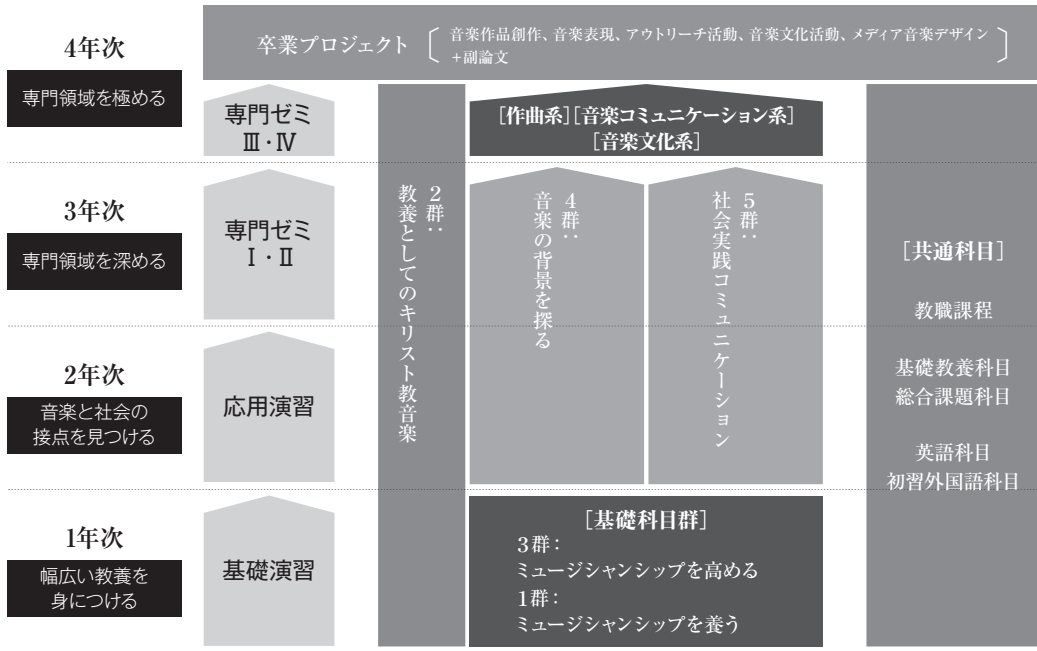 4年次
専門領域を極める
卒業プロジェクト
音楽作品創作、音楽表現、アウトリーチ活動、音楽文化活動、メディア音楽デザイン
+副論文
専門ゼミ
Ⅲ・Ⅳ
[作曲系][音楽コミュニケーション系]
[音楽文化系]
3年次
専門領域を深める
専門ゼミ
Ⅰ・Ⅱ
2群：
教養としてのキリスト教音楽
4群：
音楽の背景を探る
5群：
社会実践コミュニケーション
[共通科目]
教職課程
基礎教養科目
総合課題科目
英語科目
初習外国語科目
2年次
音楽と社会の
接点を見つける
応用演習
1年次
幅広い教養を
身につける
基礎演習
[基礎科目群]
3群：
ミュージシャンシップを高める
1群：
ミュージシャンシップを養う